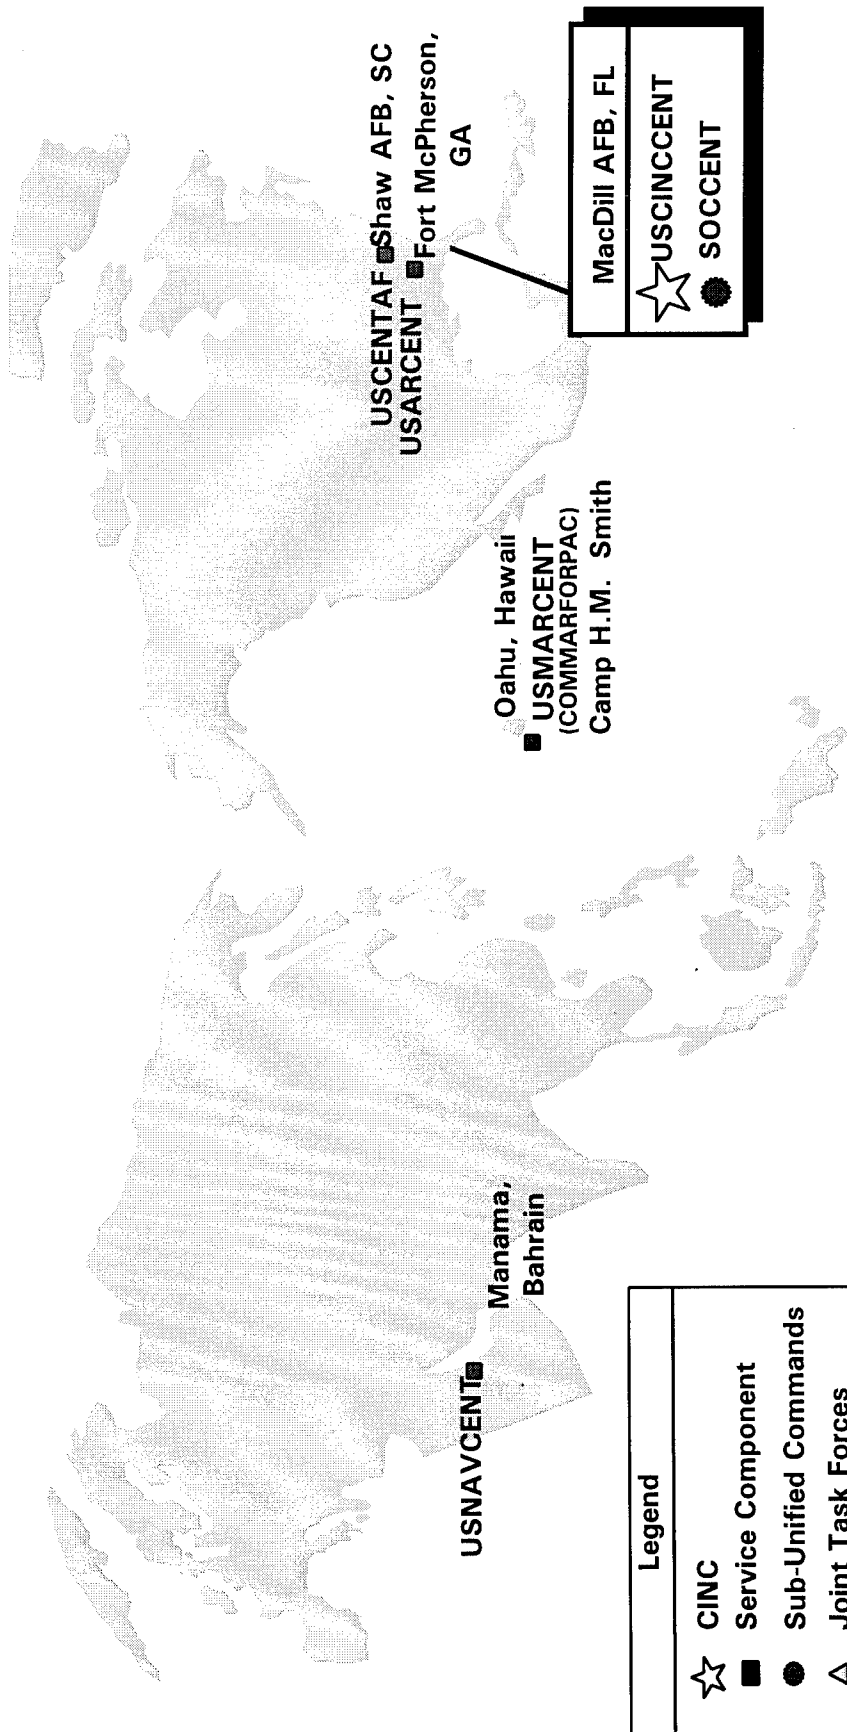 USCENTAF
Shaw AFB, SC
USARCENT
Fort McPherson,
GA
MacDill AFB, FL
USCINCCENT
SOCCENT
Oahu, Hawaii
USMARCENT
(COMMARFORPAC)
Camp H.M. Smith
USNAVCENT
Manama,
Bahrain
Legend
CINC
Service Component
Sub-Unified Commands
Joint Task Forces